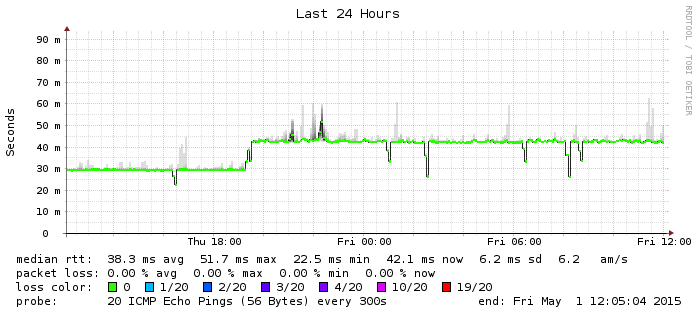 Last 24 Hours
RRDTOOL / TOBI OETIKER
Seconds
90 m
80 m
70 m
60 m
50 m
40 m
30 m
20 m
10 m
0
Thu 18:00 Fri 00:00 Fri 06:00 Fri 12:00
median rtt: 38.3 ms avg 51.7 ms max 22.5 ms min 42.1 ms now 6.2 ms sd 6.2 am/s
packet loss: 0.00 % avg 0.00 % max 0.00 % min 0.00 % now
loss color: 0 1/20 2/20 3/20 4/20 10/20 19/20
probe: 20 ICMP Echo Pings (56 Bytes) every 300s end: Fri May 1 12:05:04 2015